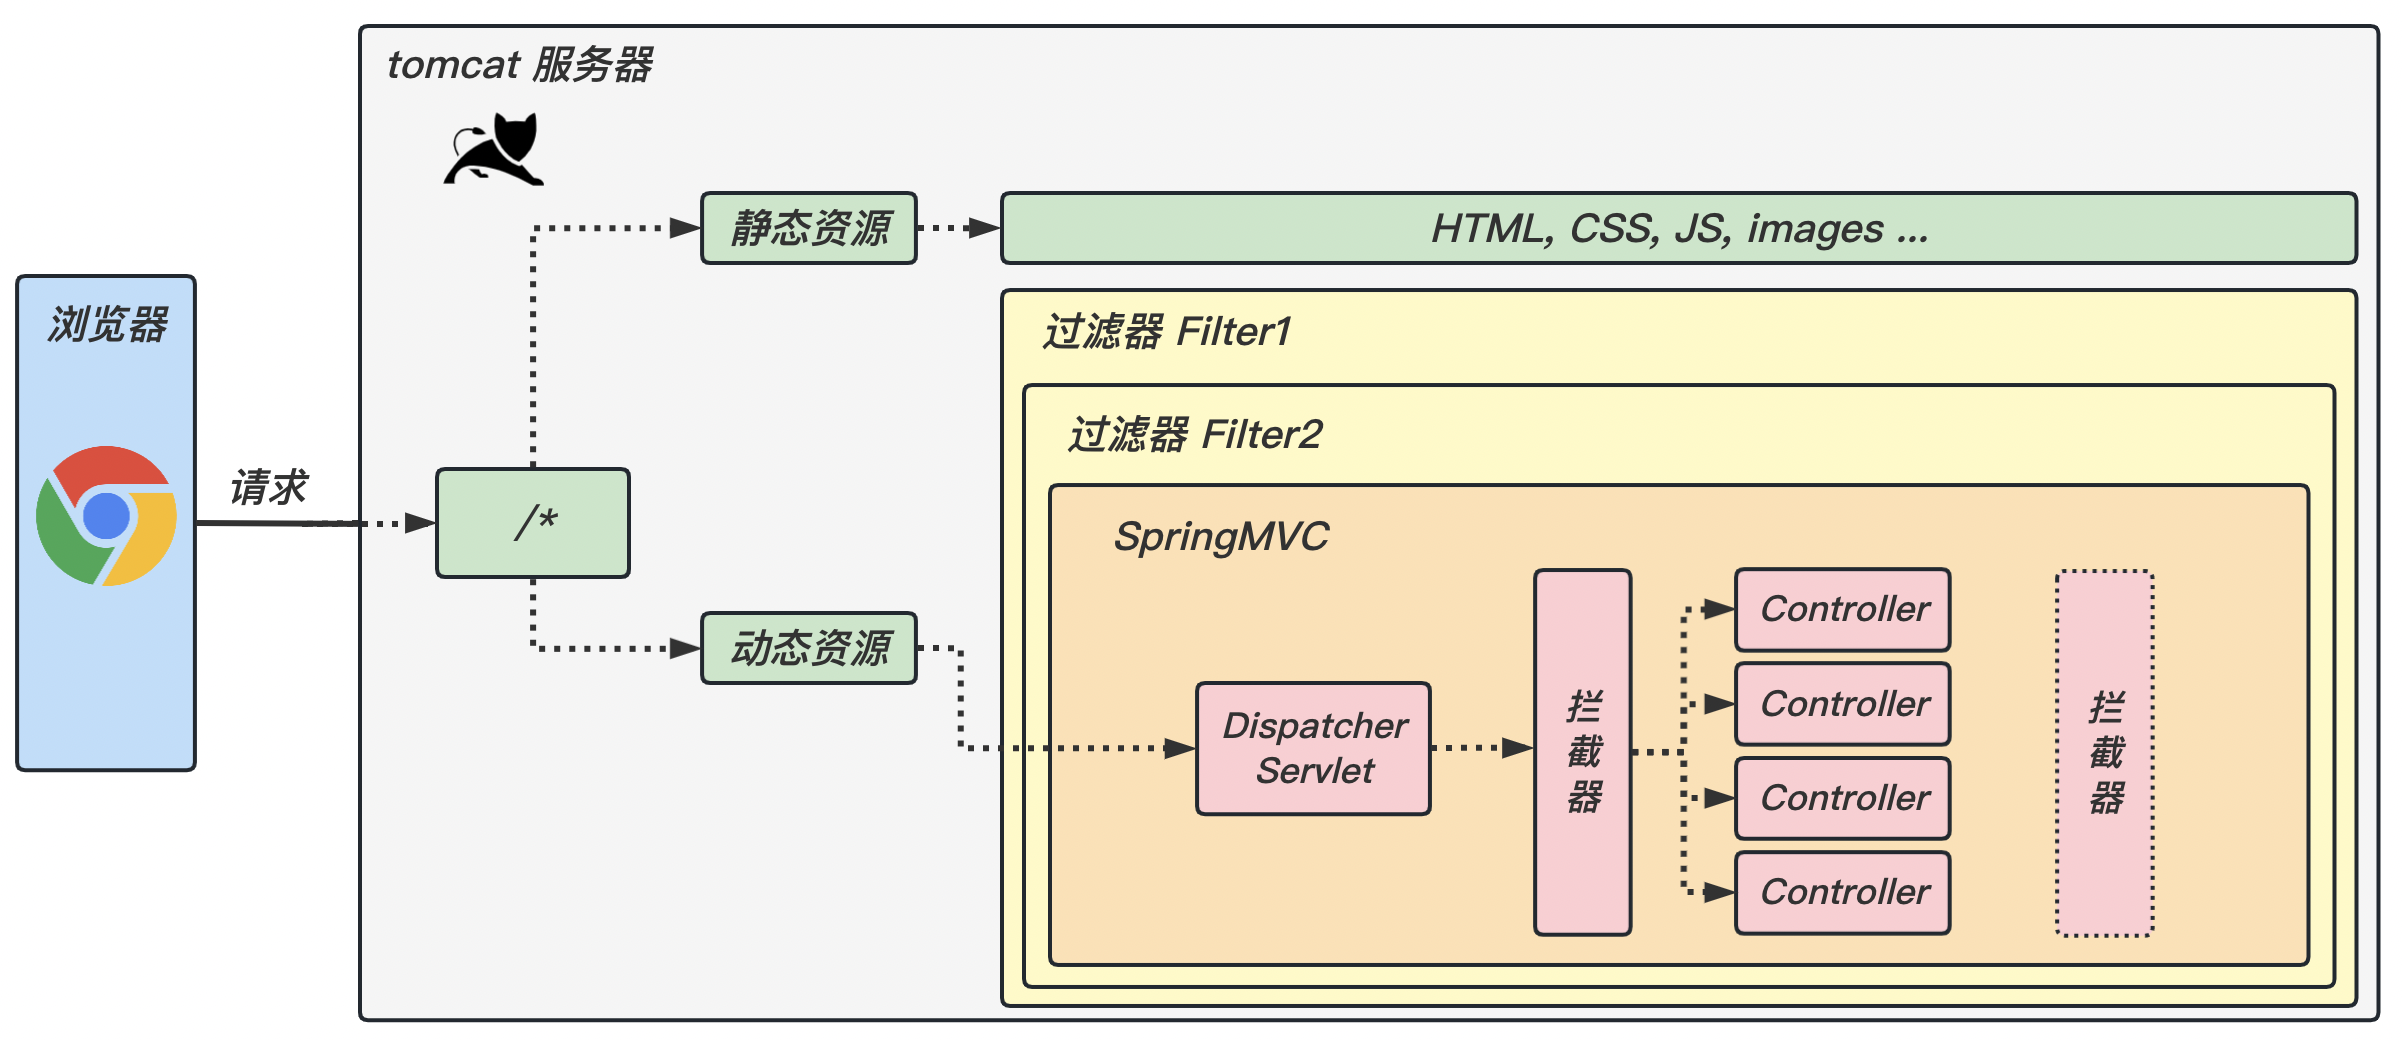 tomcat 服务器
静态资源
HTML, CSS, JS, images ...
浏览器
请求
/*
过滤器 Filter1
过滤器 Filter2
SpringMVC
动态资源
Dispatcher
Servlet
拦
截
器
Controller
Controller
Controller
Controller
拦
截
器